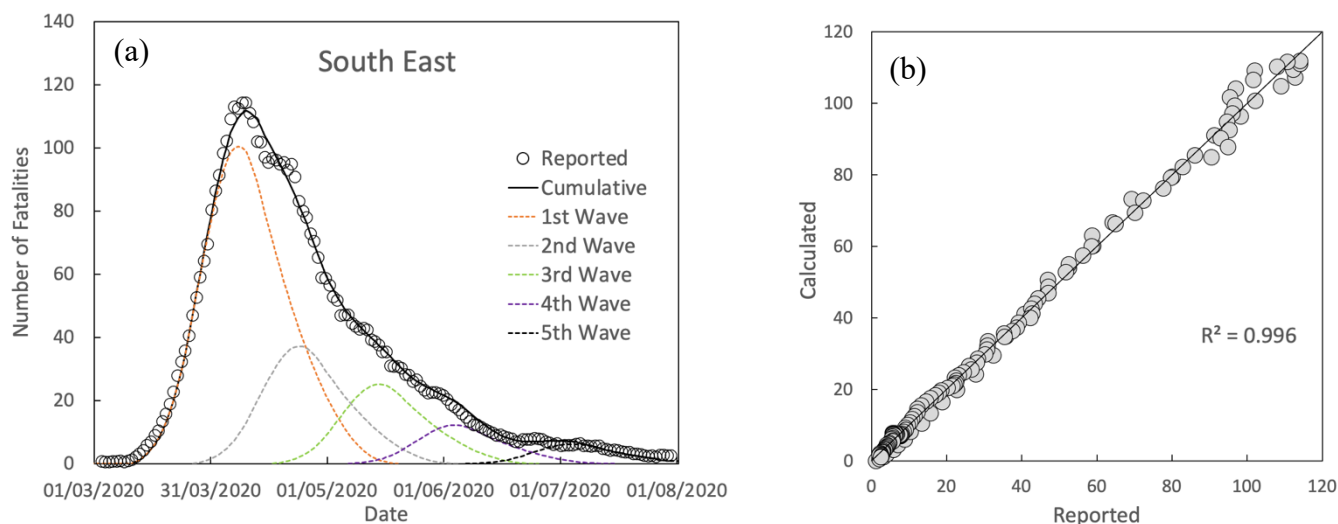 (a)
South East
140
120
100
80
60
40
20
0
Number of Fatalities
Reported
Cumulative
1st Wave
2nd Wave
3rd Wave
4th Wave
5th Wave
01/03/2020 31/03/2020 01/05/2020 01/06/2020 01/07/2020 01/08/2020
Date
(b)
120
100
80
60
40
20
0
Calculated
R² = 0.996
0 20 40 60 80 100 120
Reported